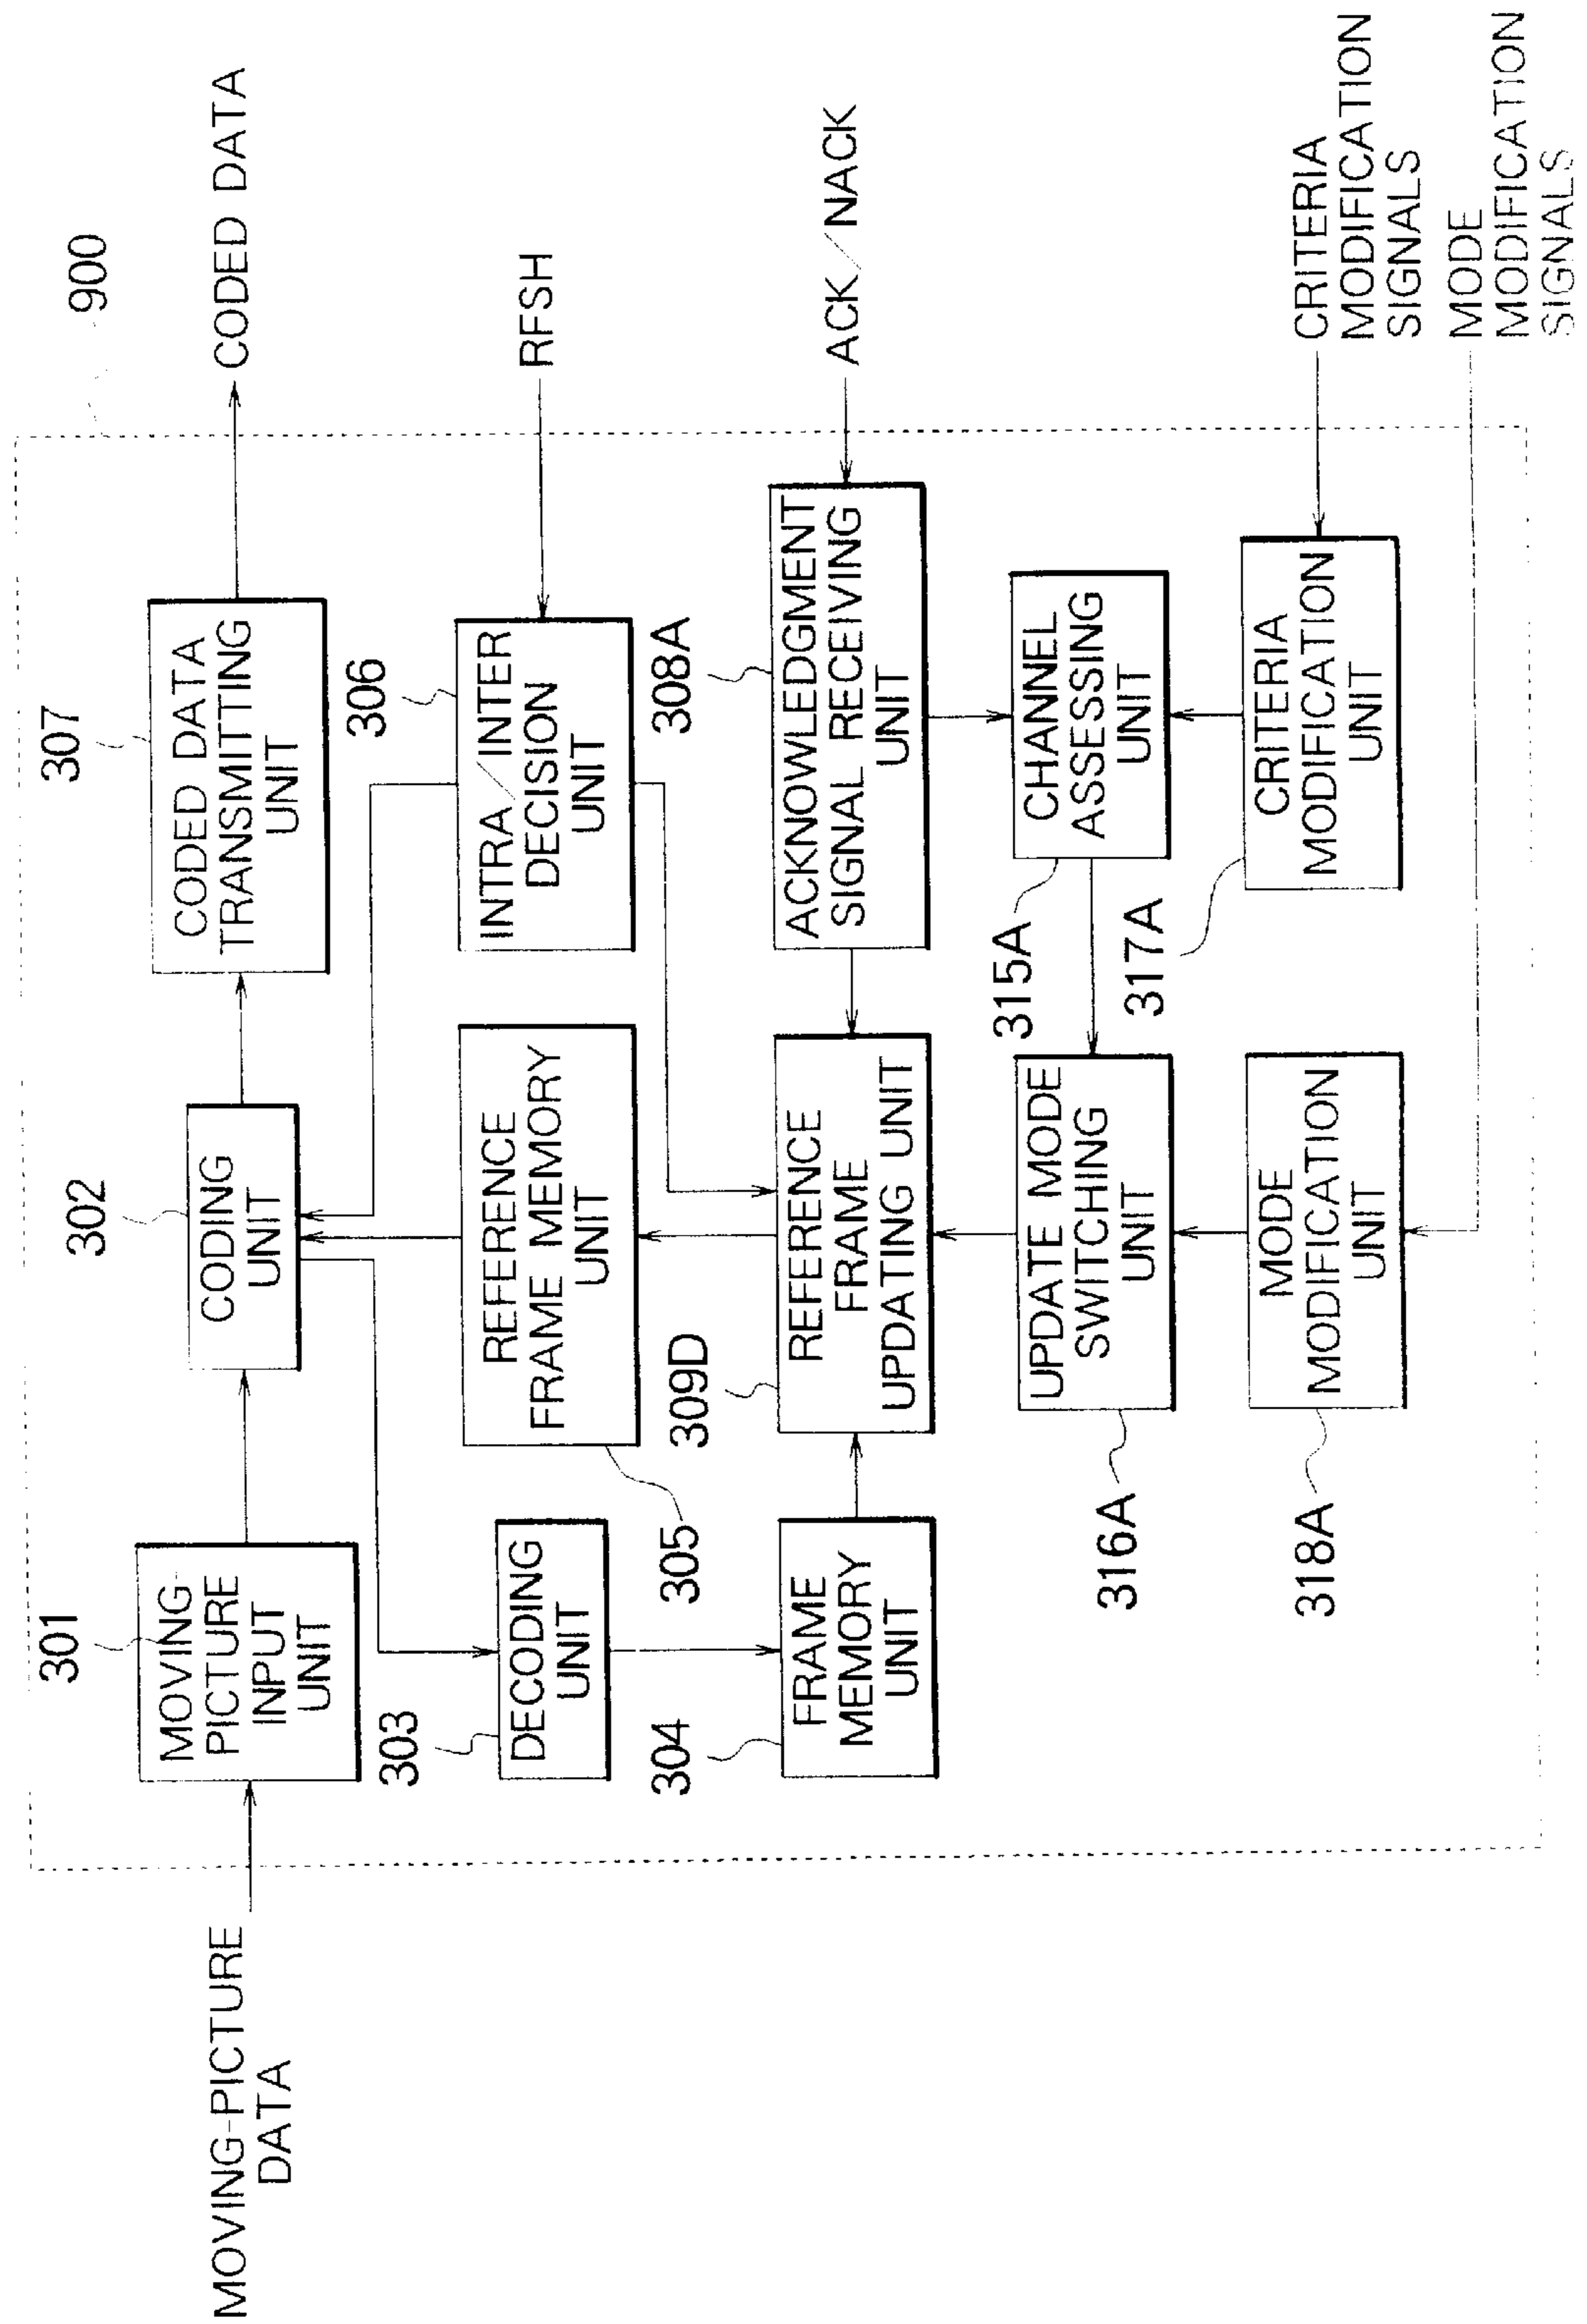 900
MOVING-PICTURE
DATA
301
MOVING-
PICTURE
INPUT
UNIT
302
CODING
UNIT
307
CODED DATA
TRANSMITTING
UNIT
CODED DATA
303
DECODING
UNIT
305
REFERENCE
FRAME MEMORY
UNIT
306
INTRA/INTER
DECISION
UNIT
RFSH
304
FRAME
MEMORY
UNIT
309D
REFERENCE
FRAME
UPDATING UNIT
308A
ACKNOWLEDGMENT
SIGNAL RECEIVING
UNIT
ACK/NACK
316A
UPDATE MODE
SWITCHING
UNIT
315A
CHANNEL
ASSESSING
UNIT
318A
MODE
MODIFICATION
UNIT
317A
CRITERIA
MODIFICATION
UNIT
CRITERIA
MODIFICATION
SIGNALS
MODE
MODIFICATION
SIGNALS